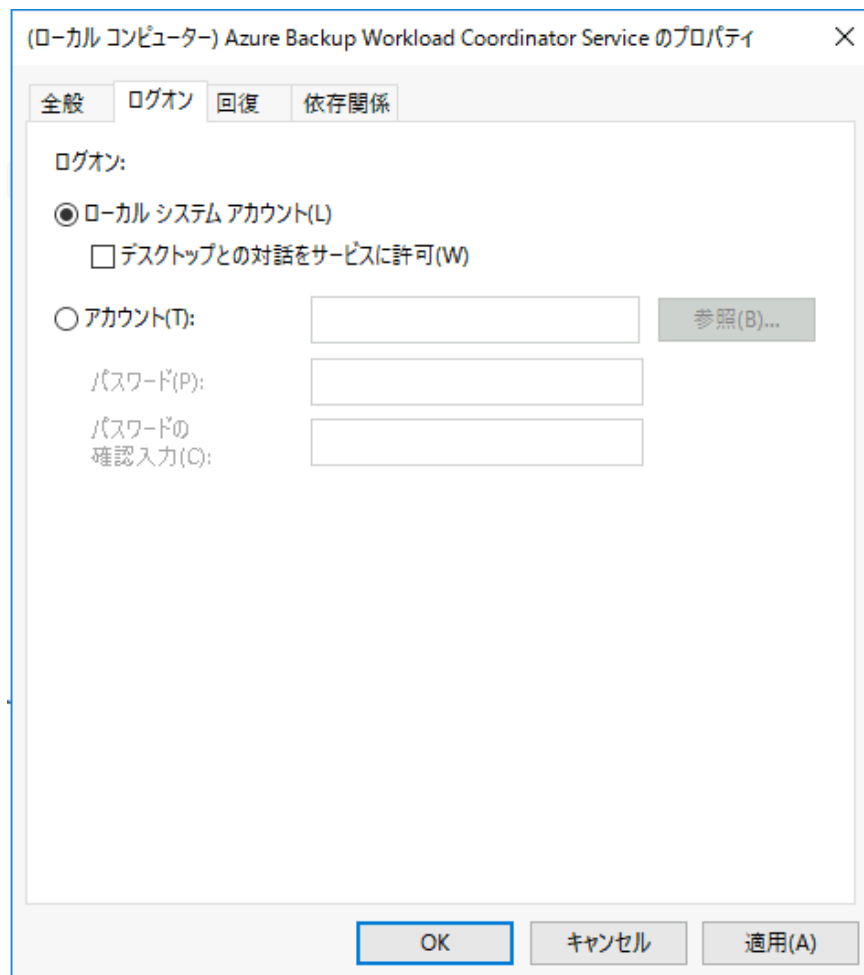 (ローカル コンピューター) Azure Backup Workload Coordinator Service のプロパティ
全般 ログオン 回復 依存関係
ログオン:
ローカル システム アカウント(L)
デスクトップとの対話をサービスに許可(W)
アカウント(T): 参照(B)...
パスワード(P):
パスワードの
確認入力(C):
OK キャンセル 適用(A)